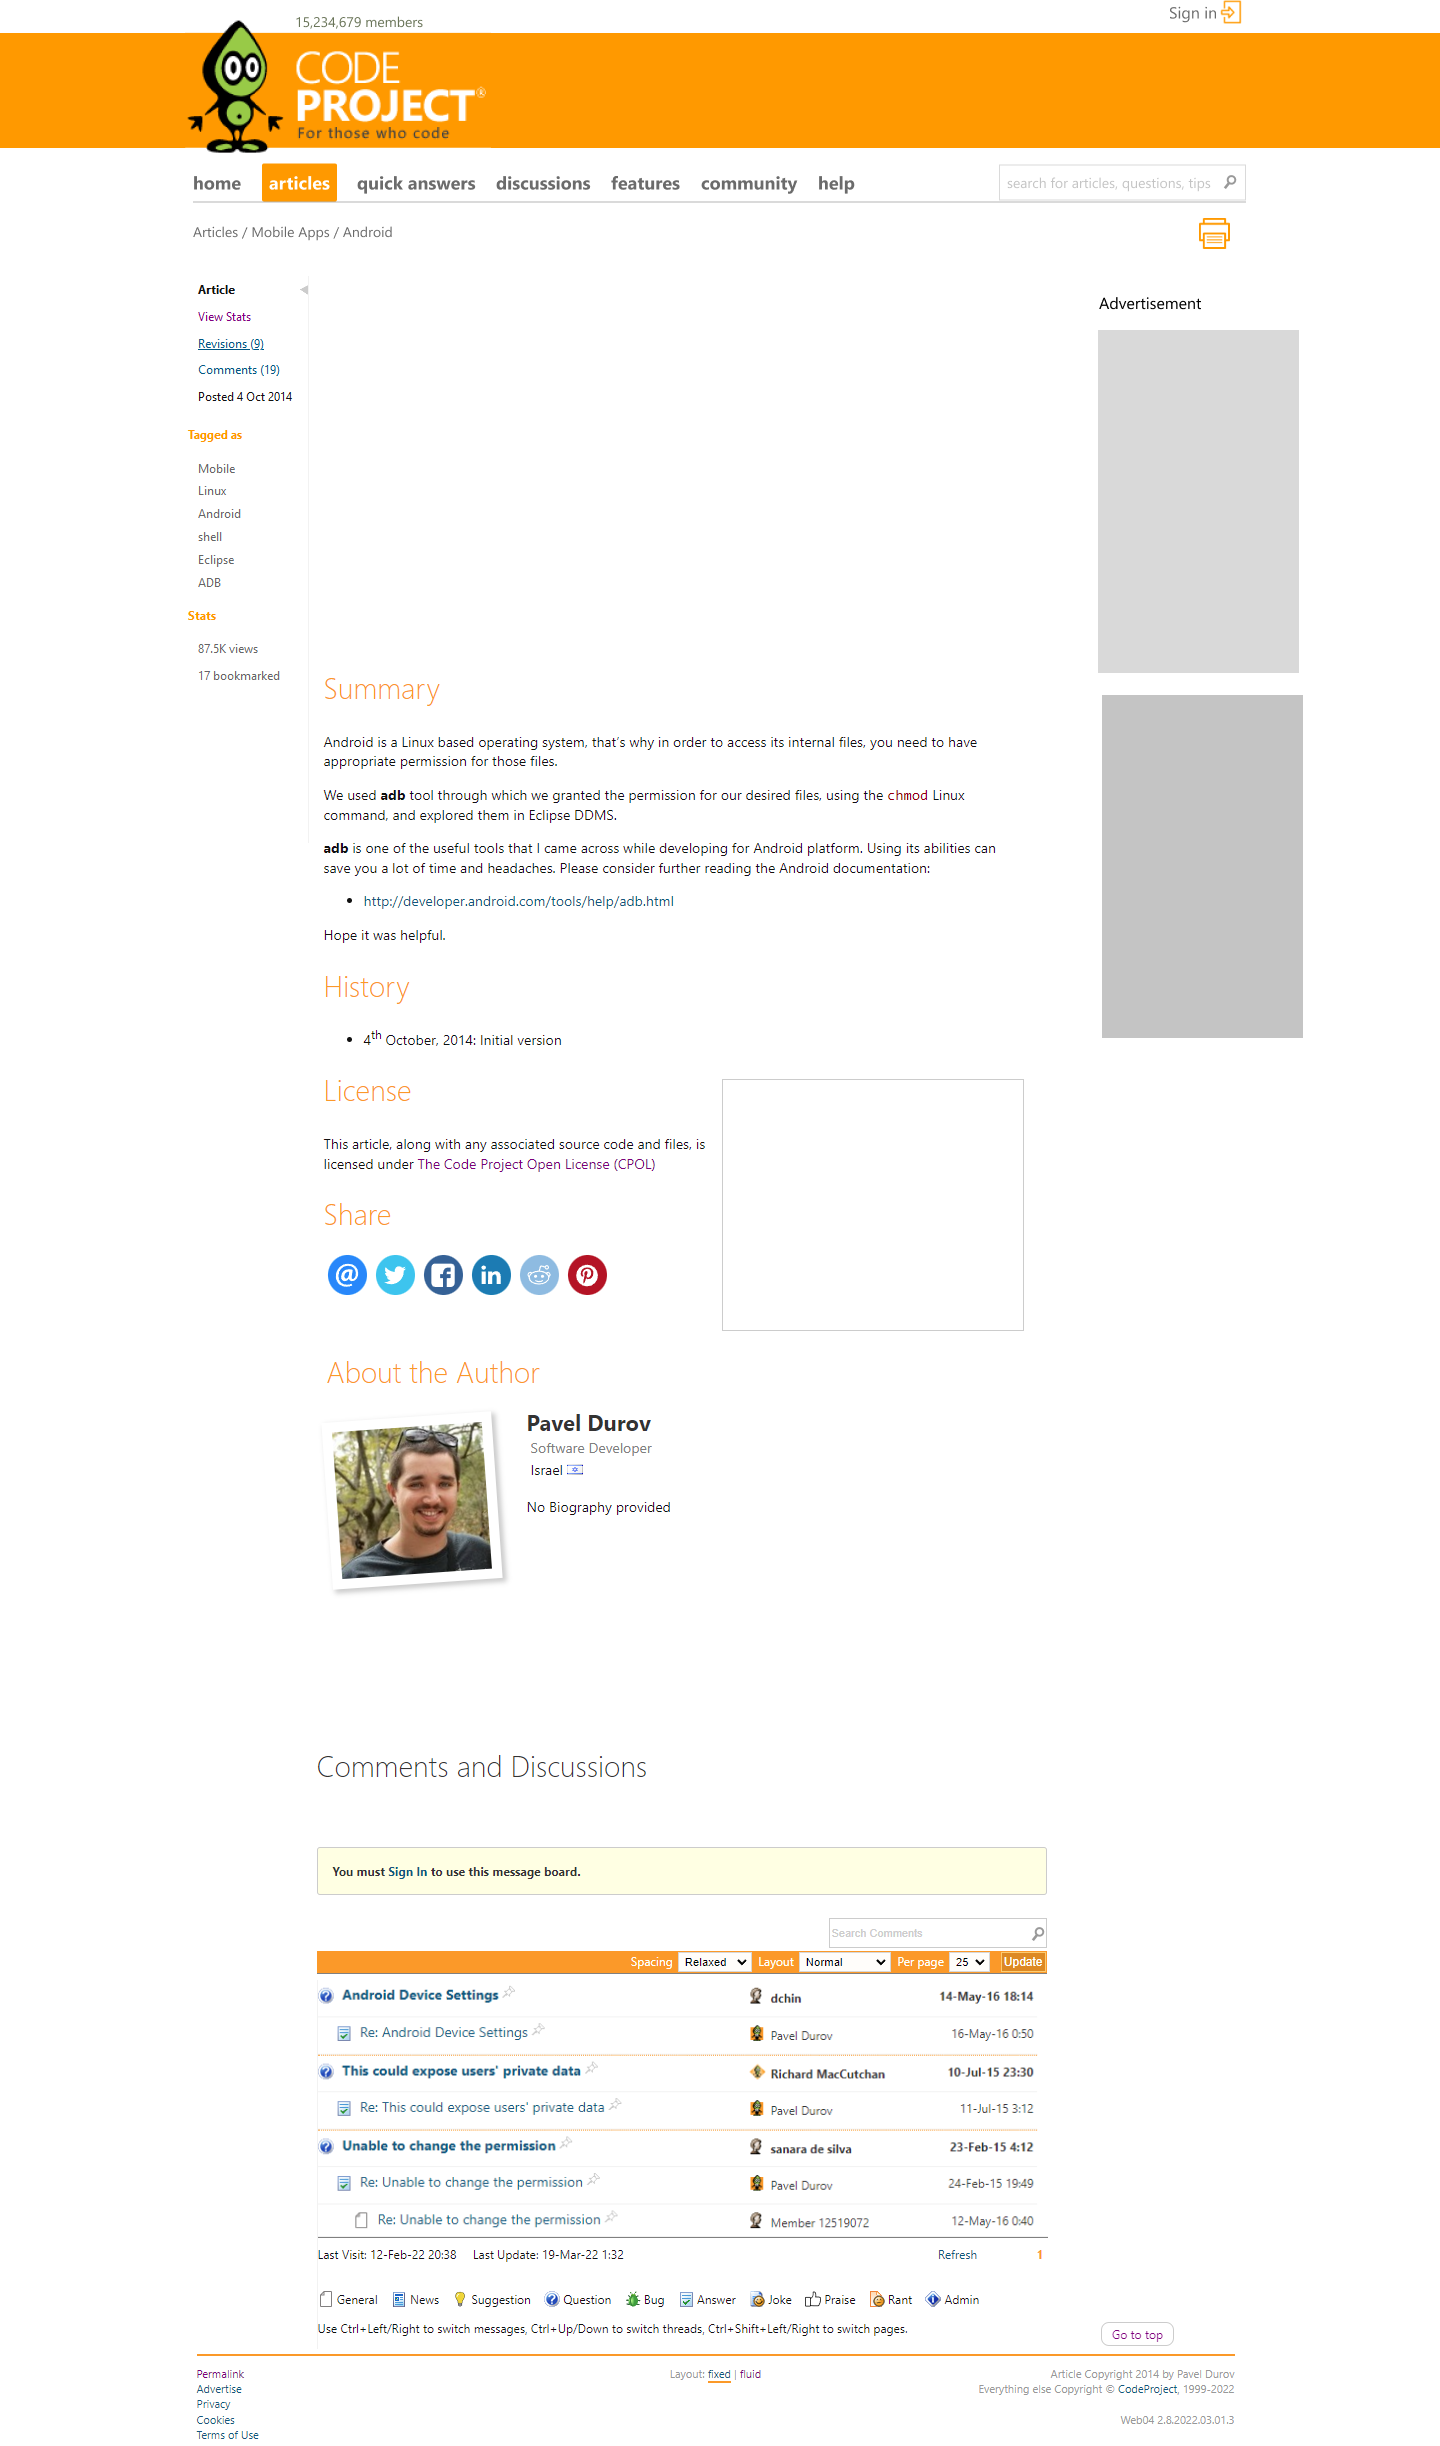 15,234,679 members
Sign in
CODE
PROJECT®
For those who code
home articles quick answers discussions features community help
search for articles, questions, tips
Articles / Mobile Apps / Android
Article
View Stats
Revisions (9)
Comments (19)
Posted 4 Oct 2014
Tagged as
Mobile
Linux
Android
shell
Eclipse
ADB
Stats
87.5K views
17 bookmarked
Advertisement
Summary
Android is a Linux based operating system, that's why in order to access its internal files, you need to have
appropriate permission for those files.
We used adb tool through which we granted the permission for our desired files, using the chmod Linux
command, and explored them in Eclipse DDMS.
adb is one of the useful tools that I came across while developing for Android platform. Using its abilities can
save you a lot of time and headaches. Please consider further reading the Android documentation:
• http://developer.android.com/tools/help/adb.html
Hope it was helpful.
History
• 4th October, 2014: Initial version
License
This article, along with any associated source code and files, is
licensed under The Code Project Open License (CPOL)
Share
About the Author
Pavel Durov
Software Developer
Israel
No Biography provided
Comments and Discussions
You must Sign In to use this message board.
Search Comments
Spacing Relaxed Layout Normal Per page 25 Update
Android Device Settings dchin 14-May-16 18:14
Re: Android Device Settings Pavel Durov 16-May-16 0:50
This could expose users' private data Richard MacCutchan 10-Jul-15 23:30
Re: This could expose users' private data Pavel Durov 11-Jul-15 3:12
Unable to change the permission sanara de silva 23-Feb-15 4:12
Re: Unable to change the permission Pavel Durov 24-Feb-15 19:49
Re: Unable to change the permission Member 12519072 12-May-16 0:40
Last Visit: 12-Feb-22 20:38 Last Update: 19-Mar-22 1:32 Refresh 1
General News Suggestion Question Bug Answer Joke Praise Rant Admin
Use Ctrl+Left/Right to switch messages, Ctrl+Up/Down to switch threads, Ctrl+Shift+Left/Right to switch pages.
Go to top
Permalink
Advertise
Privacy
Cookies
Terms of Use
Layout: fixed | fluid
Article Copyright 2014 by Pavel Durov
Everything else Copyright © CodeProject, 1999-2022
Web04 2.8.2022.03.01.3